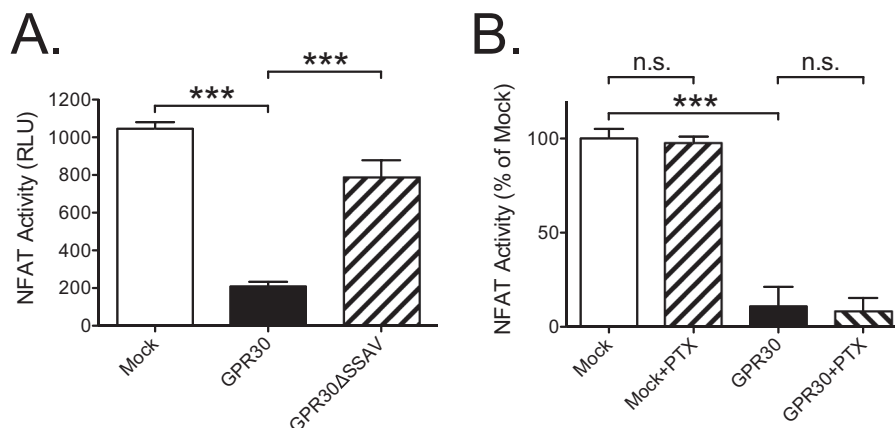 A.
NFAT Activity (RLU)
1200
1000
800
600
400
200
0
***
***
Mock
GPR30
GPR30ΔSSAV
B.
NFAT Activity (% of Mock)
100
50
0
n.s.
n.s.
***
Mock
Mock+PTX
GPR30
GPR30+PTX